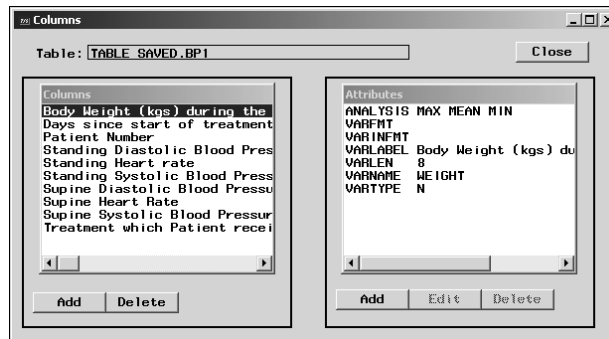 Columns
Table: TABLE SAVED.BP1
Close
Columns
Body Weight (kgs) during the
Days since start of treatment
Patient Number
Standing Diastolic Blood Pres
Standing Heart rate
Standing Systolic Blood Press
Supine Diastolic Blood Pressu
Supine Heart Rate
Supine Systolic Blood Pressur
Treatment which Patient recei
Add Delete
Attributes
ANALYSIS MAX MEAN MIN
VARFMT
VARINFMT
VARLABEL Body Weight (kgs) du
VARLEN 8
VARNAME WEIGHT
VARTYPE N
Add Edit Delete